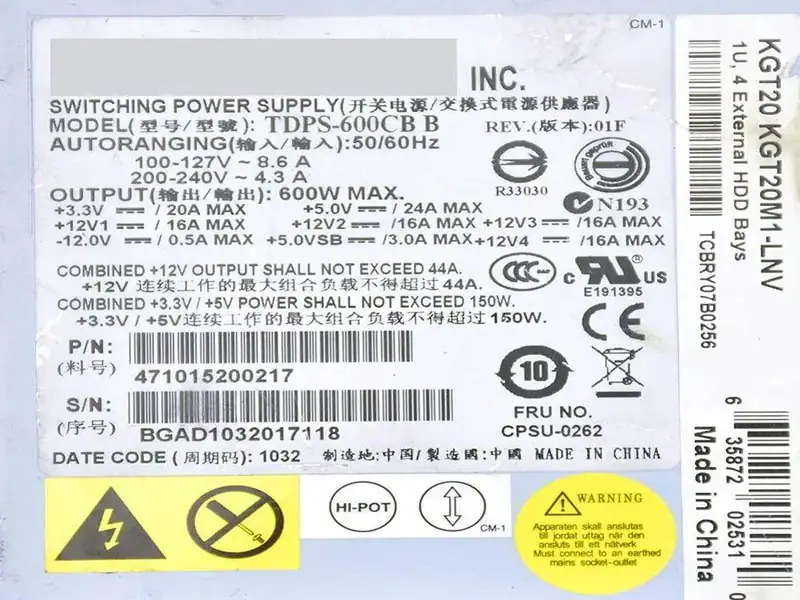 CM-1
INC.
SWITCHING POWER SUPPLY(开关电源/交換式電源供應器)
MODEL(型号/型號): TDPS-600CB B REV.(版本):01F
AUTORANGING(输入/輸入):50/60Hz
100-127V ~ 8.6 A
200-240V ~ 4.3 A
R33030
Bauart geprüft
N193
OUTPUT(输出/輸出): 600W MAX.
+3.3V / 20A MAX +5.0V / 24A MAX
+12V1 / 16A MAX +12V2 /16A MAX +12V3 /16A MAX
-12.0V / 0.5A MAX +5.0VSB /3.0A MAX +12V4 /16A MAX
COMBINED +12V OUTPUT SHALL NOT EXCEED 44A.
+12V 连续工作的最大组合负载不得超过44A.
COMBINED +3.3V / +5V POWER SHALL NOT EXCEED 150W.
+3.3V / +5V连续工作的最大组合负载不得超过150W.
CCC
c RU ® US
E191395
CE
P/N:
(料号)
471015200217
10
S/N:
(序号)
BGAD1032017118
FRU NO.
CPSU-0262
DATE CODE (周期码): 1032 制造地:中国/製造國:中國 MADE IN CHINA
HI-POT
CM-1
WARNING
Apparaten skall anslutas
till jordat uttag när den
ansluts till ett nätverk
Must connect to an earthed
mains socket-outlet
KGT20 KGT20M1-LNV
1U, 4 External HDD Bays
TCBRY07B0256
6 35872 02531 0
Made in China